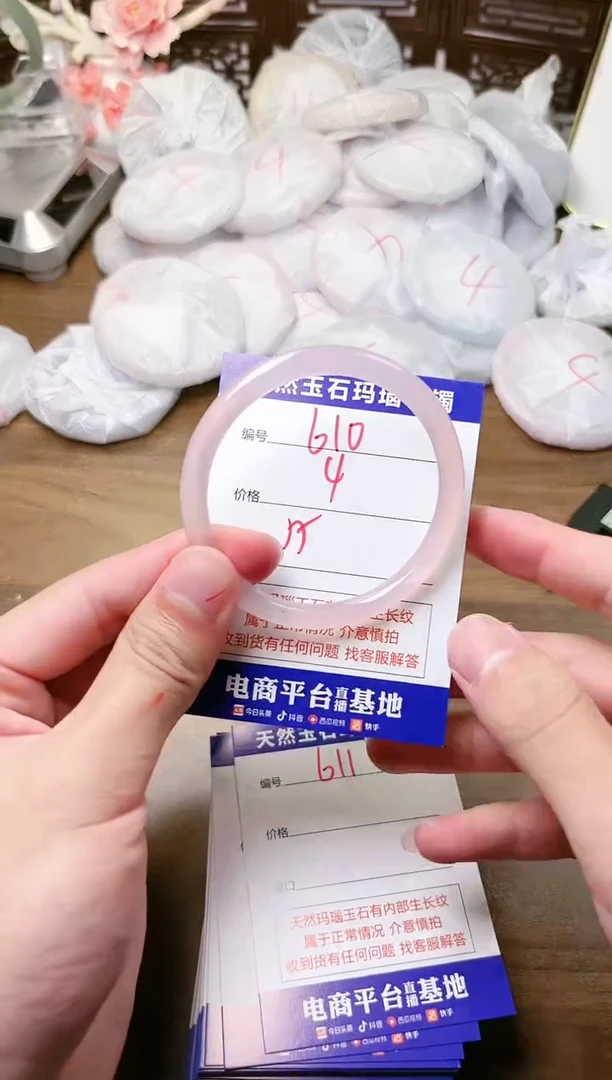 4
4
然玉石玛瑙 镯
编号 610
4
价格
生长纹
属于正常情况 介意慎拍
收到货有任何问题 找客服解答
电商平台直播基地
今日头条 抖音 西瓜视频 快手
天然玉石
编号 611
价格
口
天然玛瑙玉石有内部生长纹
属于正常情况 介意慎拍
收到货有任何问题 找客服解答
电商平台直播基地
今日头条 抖音 西瓜视频 快手